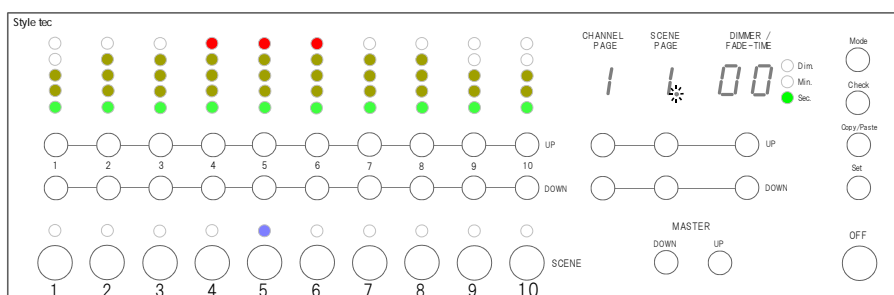 Style tec
CHANNEL PAGE SCENE PAGE DIMMER / FADE-TIME
1 1. 00
Dim.
Min.
Sec.
Mode
Check
Copy/Paste
Set
OFF
UP
1 2 3 4 5 6 7 8 9 10
DOWN
UP
DOWN
MASTER
DOWN UP
SCENE
1 2 3 4 5 6 7 8 9 10